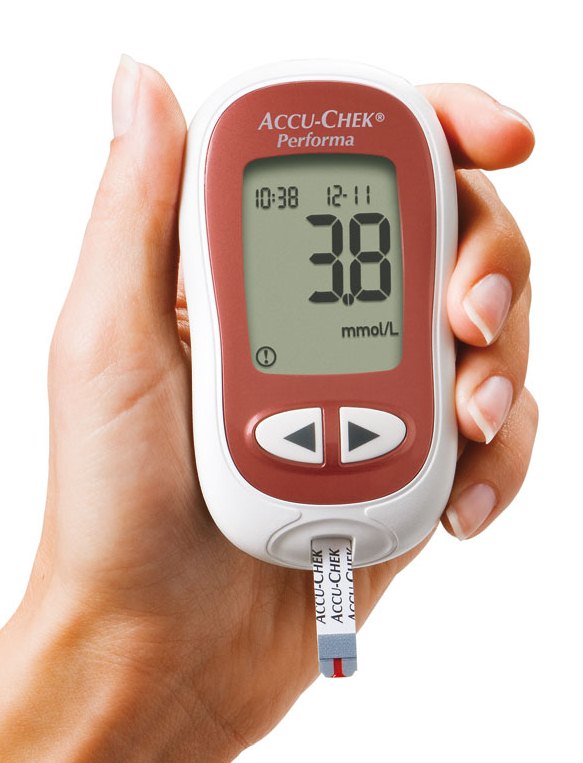 ACCU-CHEK®
Performa
10:38 12-11
3.8
mmol/L
ACCU-CHEK
ACCU-CHEK
ACCU-CHEK